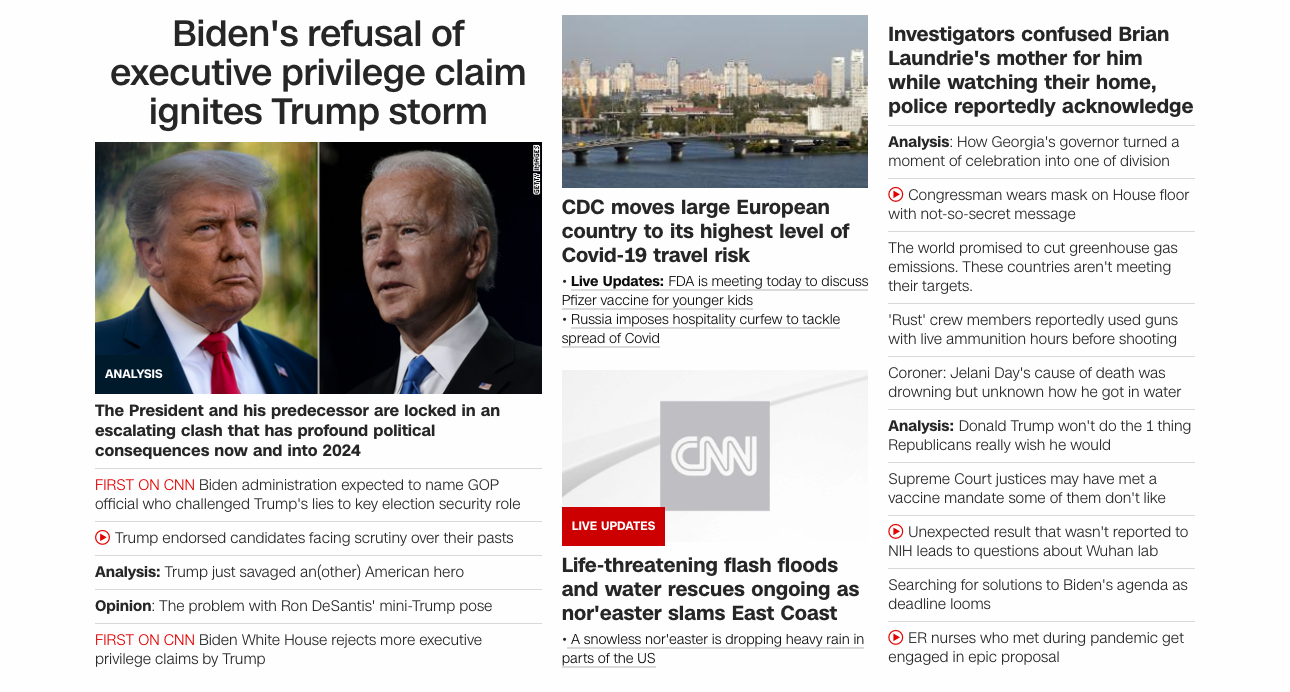 Biden's refusal of
executive privilege claim
ignites Trump storm
GETTY IMAGES
ANALYSIS
The President and his predecessor are locked in an
escalating clash that has profound political
consequences now and into 2024
FIRST ON CNN Biden administration expected to name GOP
official who challenged Trump's lies to key election security role
Trump endorsed candidates facing scrutiny over their pasts
Analysis: Trump just savaged an(other) American hero
Opinion: The problem with Ron DeSantis' mini-Trump pose
FIRST ON CNN Biden White House rejects more executive
privilege claims by Trump
CDC moves large European
country to its highest level of
Covid-19 travel risk
• Live Updates: FDA is meeting today to discuss
Pfizer vaccine for younger kids
• Russia imposes hospitality curfew to tackle
spread of Covid
CNN
LIVE UPDATES
Life-threatening flash floods
and water rescues ongoing as
nor'easter slams East Coast
• A snowless nor'easter is dropping heavy rain in
parts of the US
Investigators confused Brian
Laundrie's mother for him
while watching their home,
police reportedly acknowledge
Analysis: How Georgia's governor turned a
moment of celebration into one of division
Congressman wears mask on House floor
with not-so-secret message
The world promised to cut greenhouse gas
emissions. These countries aren't meeting
their targets.
'Rust' crew members reportedly used guns
with live ammunition hours before shooting
Coroner: Jelani Day's cause of death was
drowning but unknown how he got in water
Analysis: Donald Trump won't do the 1 thing
Republicans really wish he would
Supreme Court justices may have met a
vaccine mandate some of them don't like
Unexpected result that wasn't reported to
NIH leads to questions about Wuhan lab
Searching for solutions to Biden's agenda as
deadline looms
ER nurses who met during pandemic get
engaged in epic proposal